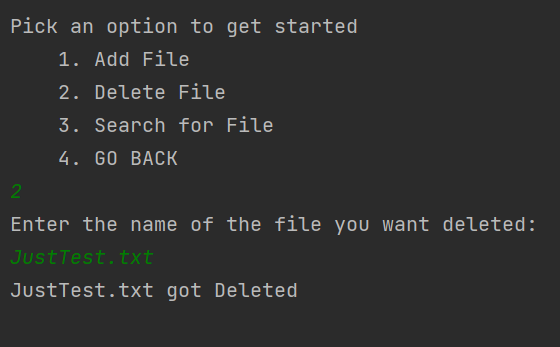 Pick an option to get started
1. Add File
2. Delete File
3. Search for File
4. GO BACK
2
Enter the name of the file you want deleted:
JustTest.txt
JustTest.txt got Deleted